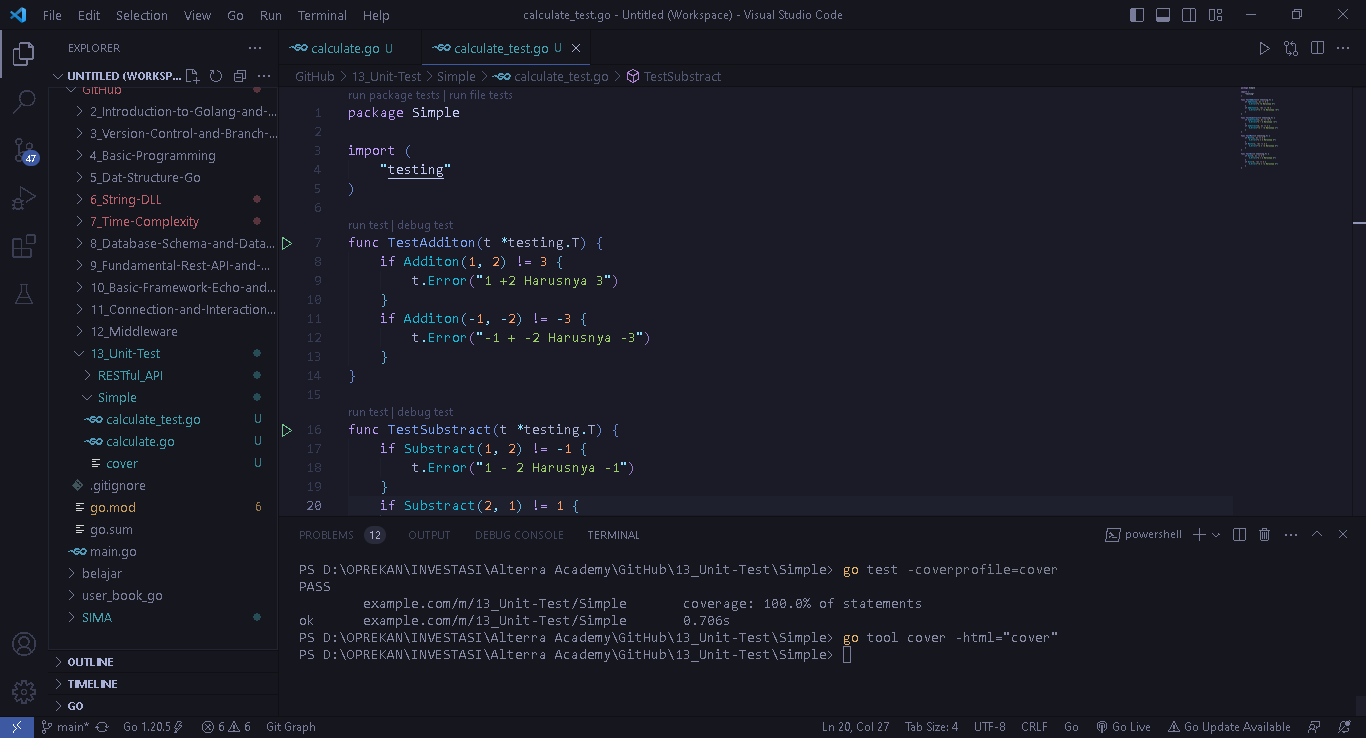 File Edit Selection View Go Run Terminal Help calculate_test.go - Untitled (Workspace) - Visual Studio Code
EXPLORER
UNTITLED (WORKSP...
GitHub
2_Introduction-to-Golang-and-...
3_Version-Control-and-Branch-...
4_Basic-Programming
5_Dat-Structure-Go
6_String-DLL
7_Time-Complexity
8_Database-Schema-and-Data...
9_Fundamental-Rest-API-and-...
10_Basic-Framework-Echo-and...
11_Connection-and-Interaction...
12_Middleware
13_Unit-Test
RESTful_API
Simple
calculate_test.go U
calculate.go U
cover U
.gitignore
go.mod 6
go.sum
main.go
belajar
user_book_go
SIMA
OUTLINE
TIMELINE
GO
47
calculate.go U calculate_test.go U
GitHub > 13_Unit-Test > Simple > calculate_test.go > TestSubstract
run package tests | run file tests
1 package Simple
2
3 import (
4 "testing"
5 )
6
run test | debug test
7 func TestAdditon(t *testing.T) {
8 if Additon(1, 2) != 3 {
9 t.Error("1 +2 Harusnya 3")
10 }
11 if Additon(-1, -2) != -3 {
12 t.Error("-1 + -2 Harusnya -3")
13 }
14 }
15
run test | debug test
16 func TestSubstract(t *testing.T) {
17 if Substract(1, 2) != -1 {
18 t.Error("1 - 2 Harusnya -1")
19 }
20 if Substract(2, 1) != 1 {
PROBLEMS 12 OUTPUT DEBUG CONSOLE TERMINAL powershell
PS D:\OPREKAN\INVESTASI\Alterra Academy\GitHub\13_Unit-Test\Simple> go test -coverprofile=cover
PASS
example.com/m/13_Unit-Test/Simple coverage: 100.0% of statements
ok example.com/m/13_Unit-Test/Simple 0.706s
PS D:\OPREKAN\INVESTASI\Alterra Academy\GitHub\13_Unit-Test\Simple> go tool cover -html="cover"
PS D:\OPREKAN\INVESTASI\Alterra Academy\GitHub\13_Unit-Test\Simple>
main* Go 1.20.5 6 6 Git Graph Ln 20, Col 27 Tab Size: 4 UTF-8 CRLF Go Go Live Go Update Available